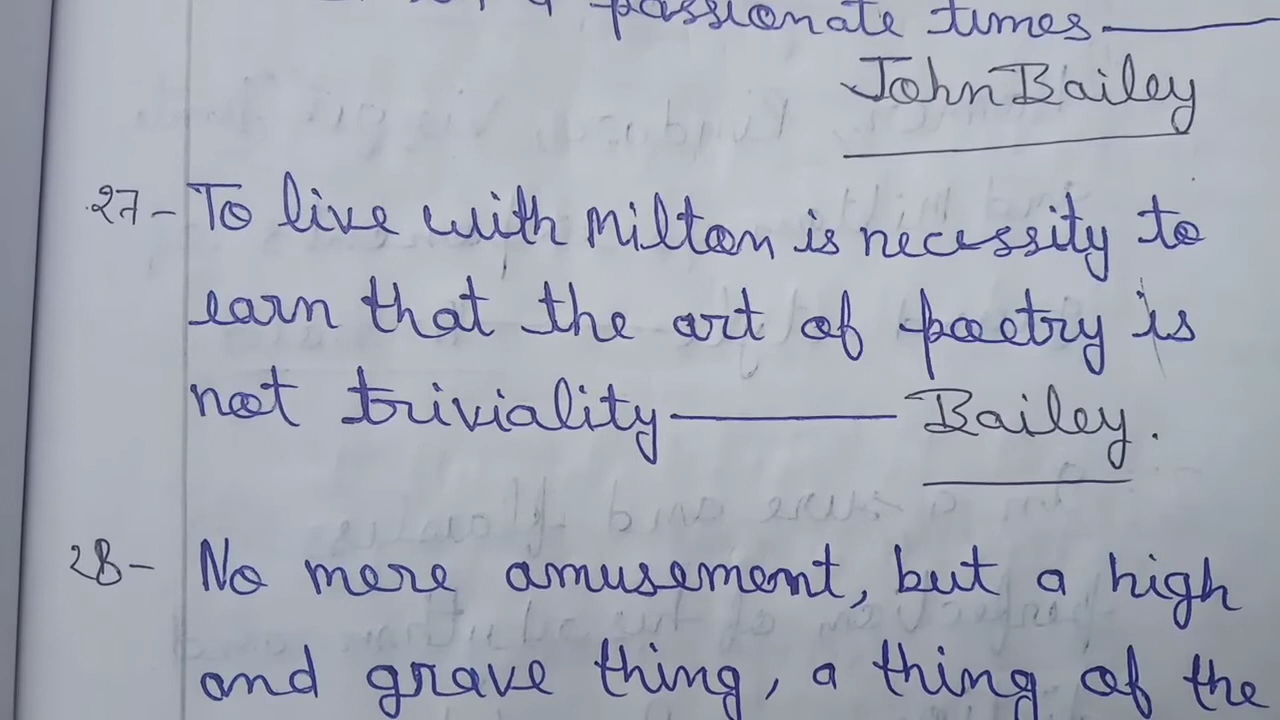 passionate times
John Bailey
27- To live with Milton is necessity to
earn that the art of poetry is
not triviality Bailey.
28- No mere amusement, but a high
and grave thing, a thing of the